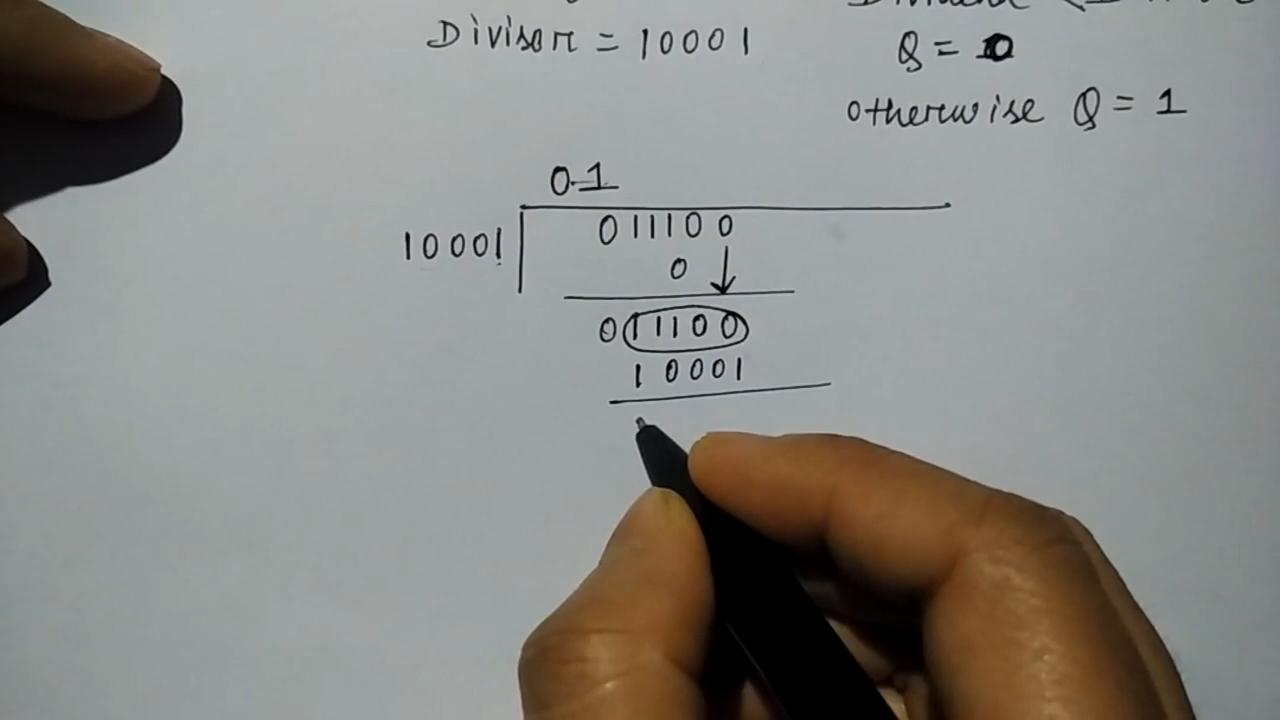 Divisor = 10001
Q = 0
otherwise Q = 1
0.1
10001 011100
0 ↓
011100
10001